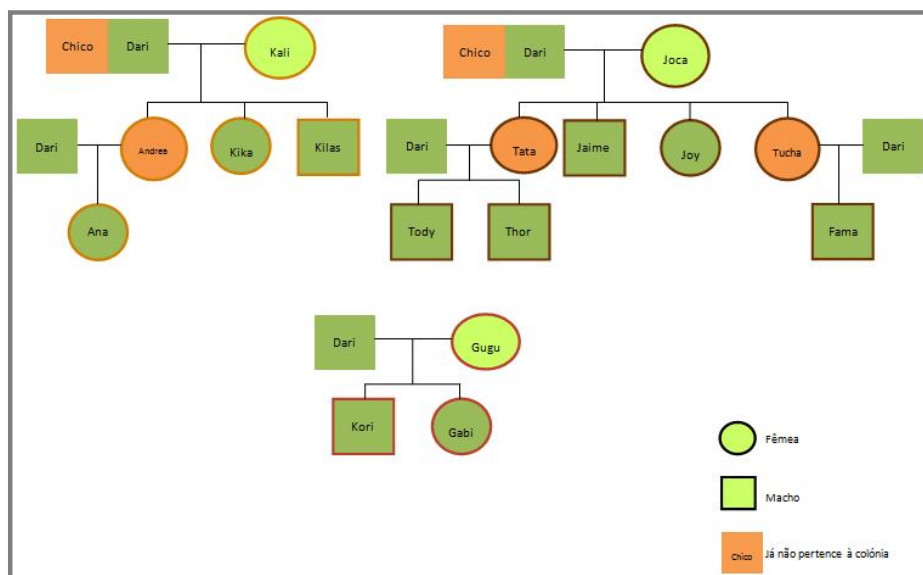 Chico Dari Kali
Chico Dari Joca
Dari Andrea Kika Kilas
Dari Tata Jaime Joy Tucha Dari
Ana
Tody Thor Fama
Dari Gugu
Kori Gabi
Fêmea
Macho
Chico Já não pertence à colónia